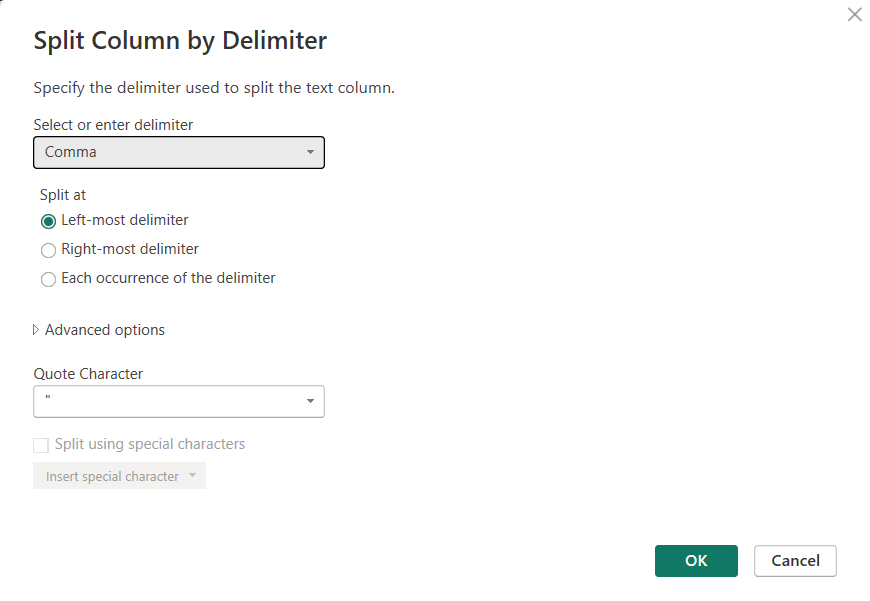 Split Column by Delimiter
Specify the delimiter used to split the text column.
Select or enter delimiter
Comma
Split at
Left-most delimiter
Right-most delimiter
Each occurrence of the delimiter
Advanced options
Quote Character
"
Split using special characters
Insert special character
OK Cancel